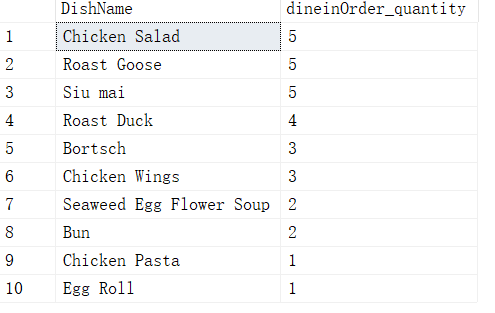 DishName dineinOrder_quantity
1 Chicken Salad 5
2 Roast Goose 5
3 Siu mai 5
4 Roast Duck 4
5 Bortsch 3
6 Chicken Wings 3
7 Seaweed Egg Flower Soup 2
8 Bun 2
9 Chicken Pasta 1
10 Egg Roll 1